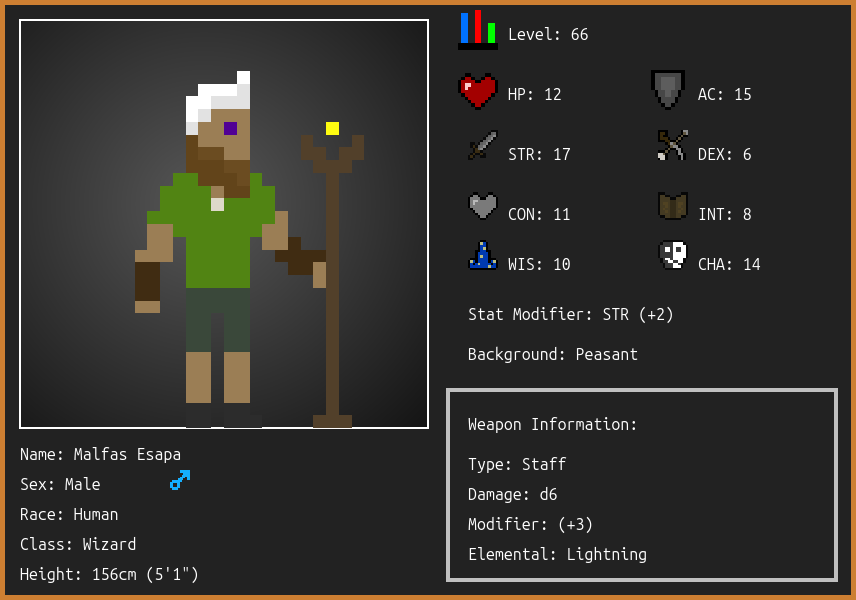 Level: 66
HP: 12
AC: 15
STR: 17
DEX: 6
CON: 11
INT: 8
WIS: 10
CHA: 14
Stat Modifier: STR (+2)
Background: Peasant
Weapon Information:
Type: Staff
Damage: d6
Modifier: (+3)
Elemental: Lightning
Name: Malfas Esapa
Sex: Male
Race: Human
Class: Wizard
Height: 156cm (5'1")